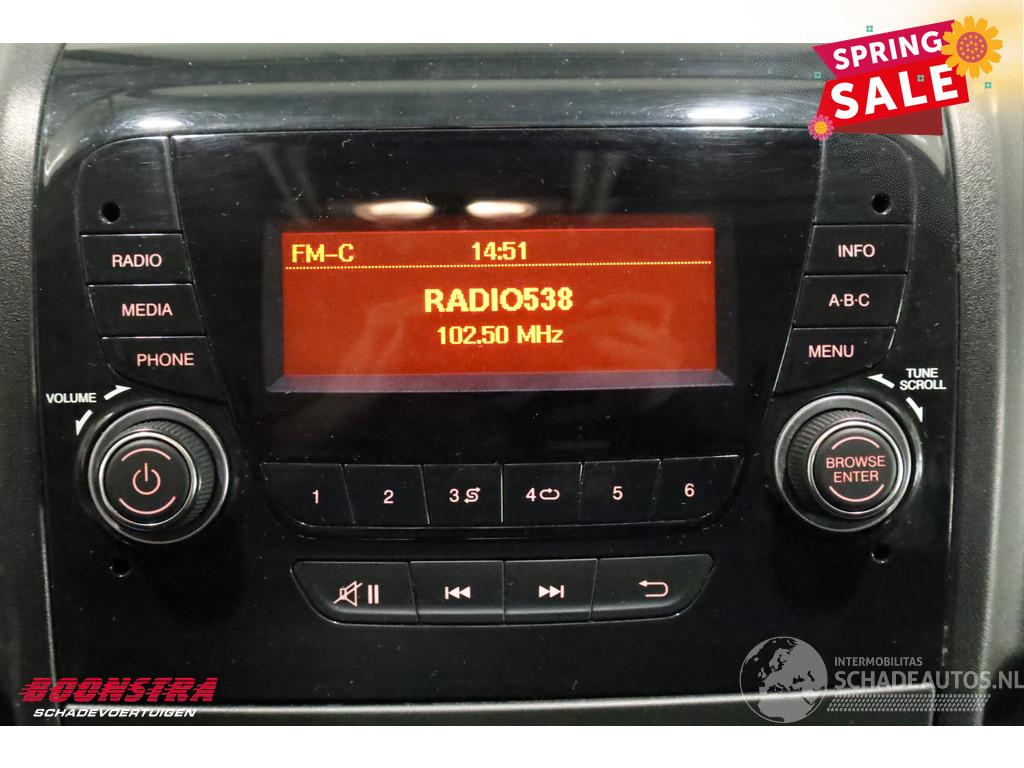 SPRING
SALE
FM-C 14:51
RADIO538
102.50 MHz
RADIO
MEDIA
PHONE
VOLUME
INFO
A·B·C
MENU
TUNE
SCROLL
BROWSE
ENTER
1 2 3 4 5 6
BOONSTRA
SCHADEVOERTUIGEN
INTERMOBILITAS
SCHADEAUTOS.NL